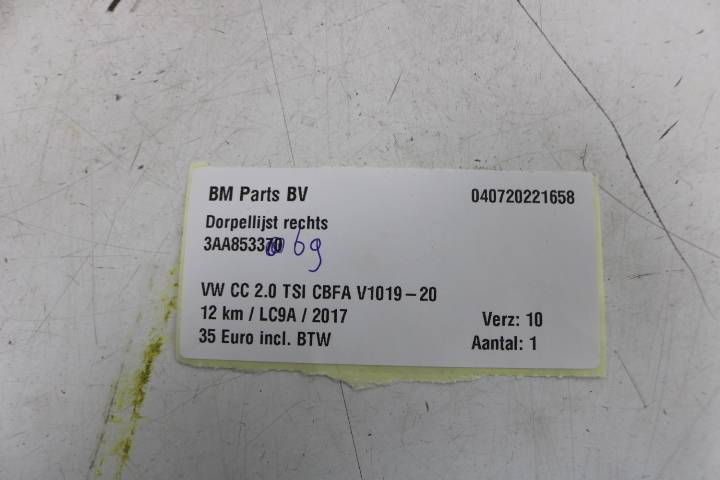 BM Parts BV 040720221658
Dorpellijst rechts
3AA853370 69
VW CC 2.0 TSI CBFA V1019-20
12 km / LC9A / 2017 Verz: 10
35 Euro incl. BTW Aantal: 1